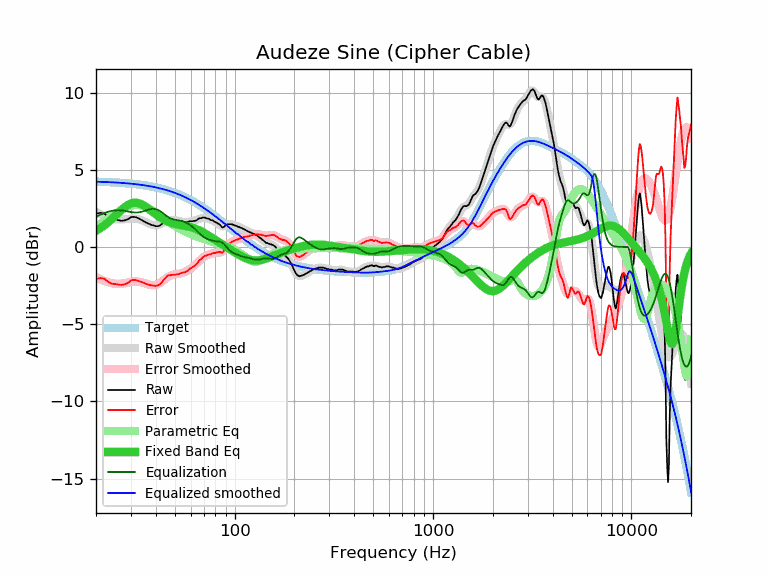 Audeze Sine (Cipher Cable)
10
5
0
−5
−10
−15
Amplitude (dBr)
Target
Raw Smoothed
Error Smoothed
Raw
Error
Parametric Eq
Fixed Band Eq
Equalization
Equalized smoothed
100
1000
10000
Frequency (Hz)